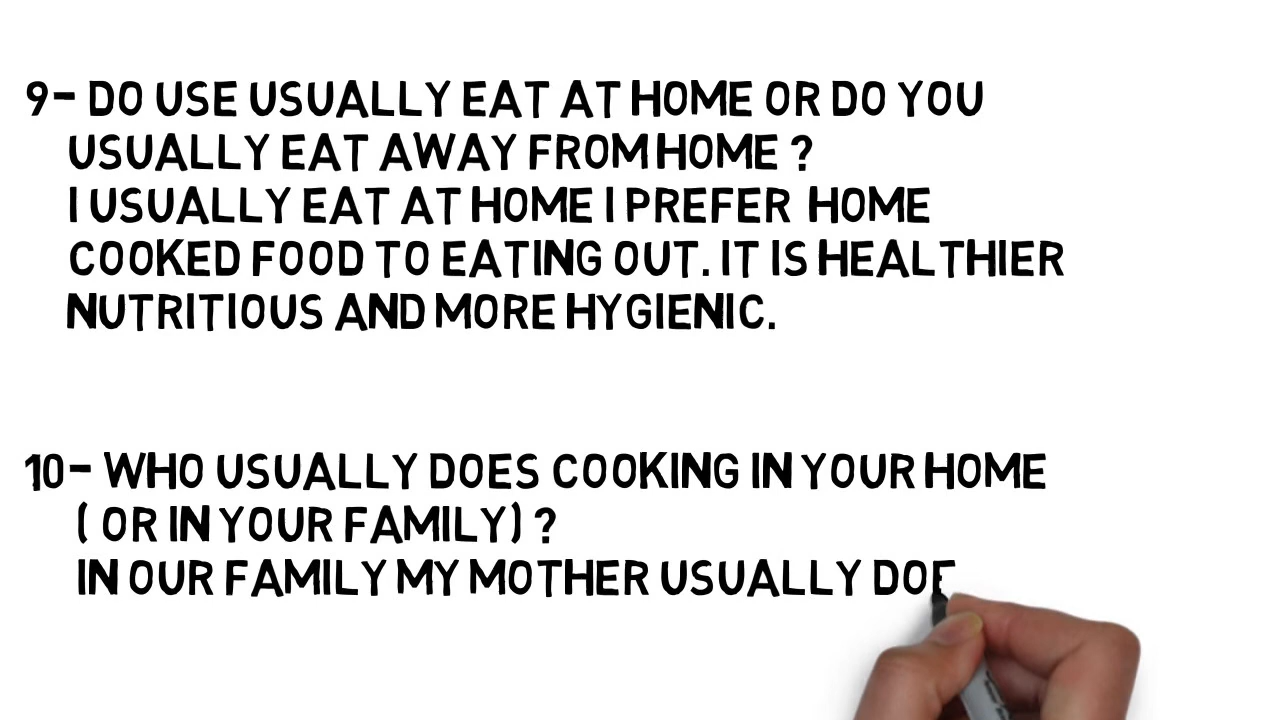 9- DO USE USUALLY EAT AT HOME OR DO YOU
USUALLY EAT AWAY FROM HOME ?
I USUALLY EAT AT HOME I PREFER HOME
COOKED FOOD TO EATING OUT. IT IS HEALTHIER
NUTRITIOUS AND MORE HYGIENIC.
10- WHO USUALLY DOES COOKING IN YOUR HOME
( OR IN YOUR FAMILY) ?
IN OUR FAMILY MY MOTHER USUALLY DOE